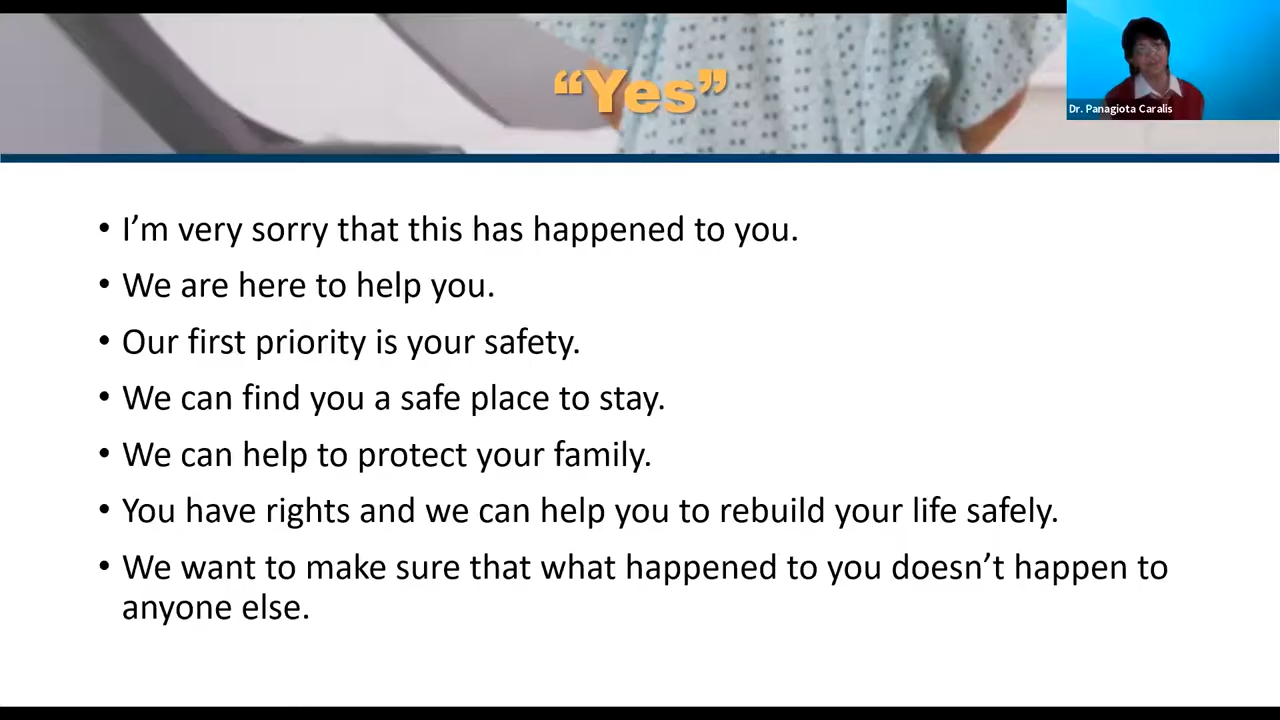 “Yes”
Dr. Panagiota Caralis
• I’m very sorry that this has happened to you.
• We are here to help you.
• Our first priority is your safety.
• We can find you a safe place to stay.
• We can help to protect your family.
• You have rights and we can help you to rebuild your life safely.
• We want to make sure that what happened to you doesn’t happen to
anyone else.